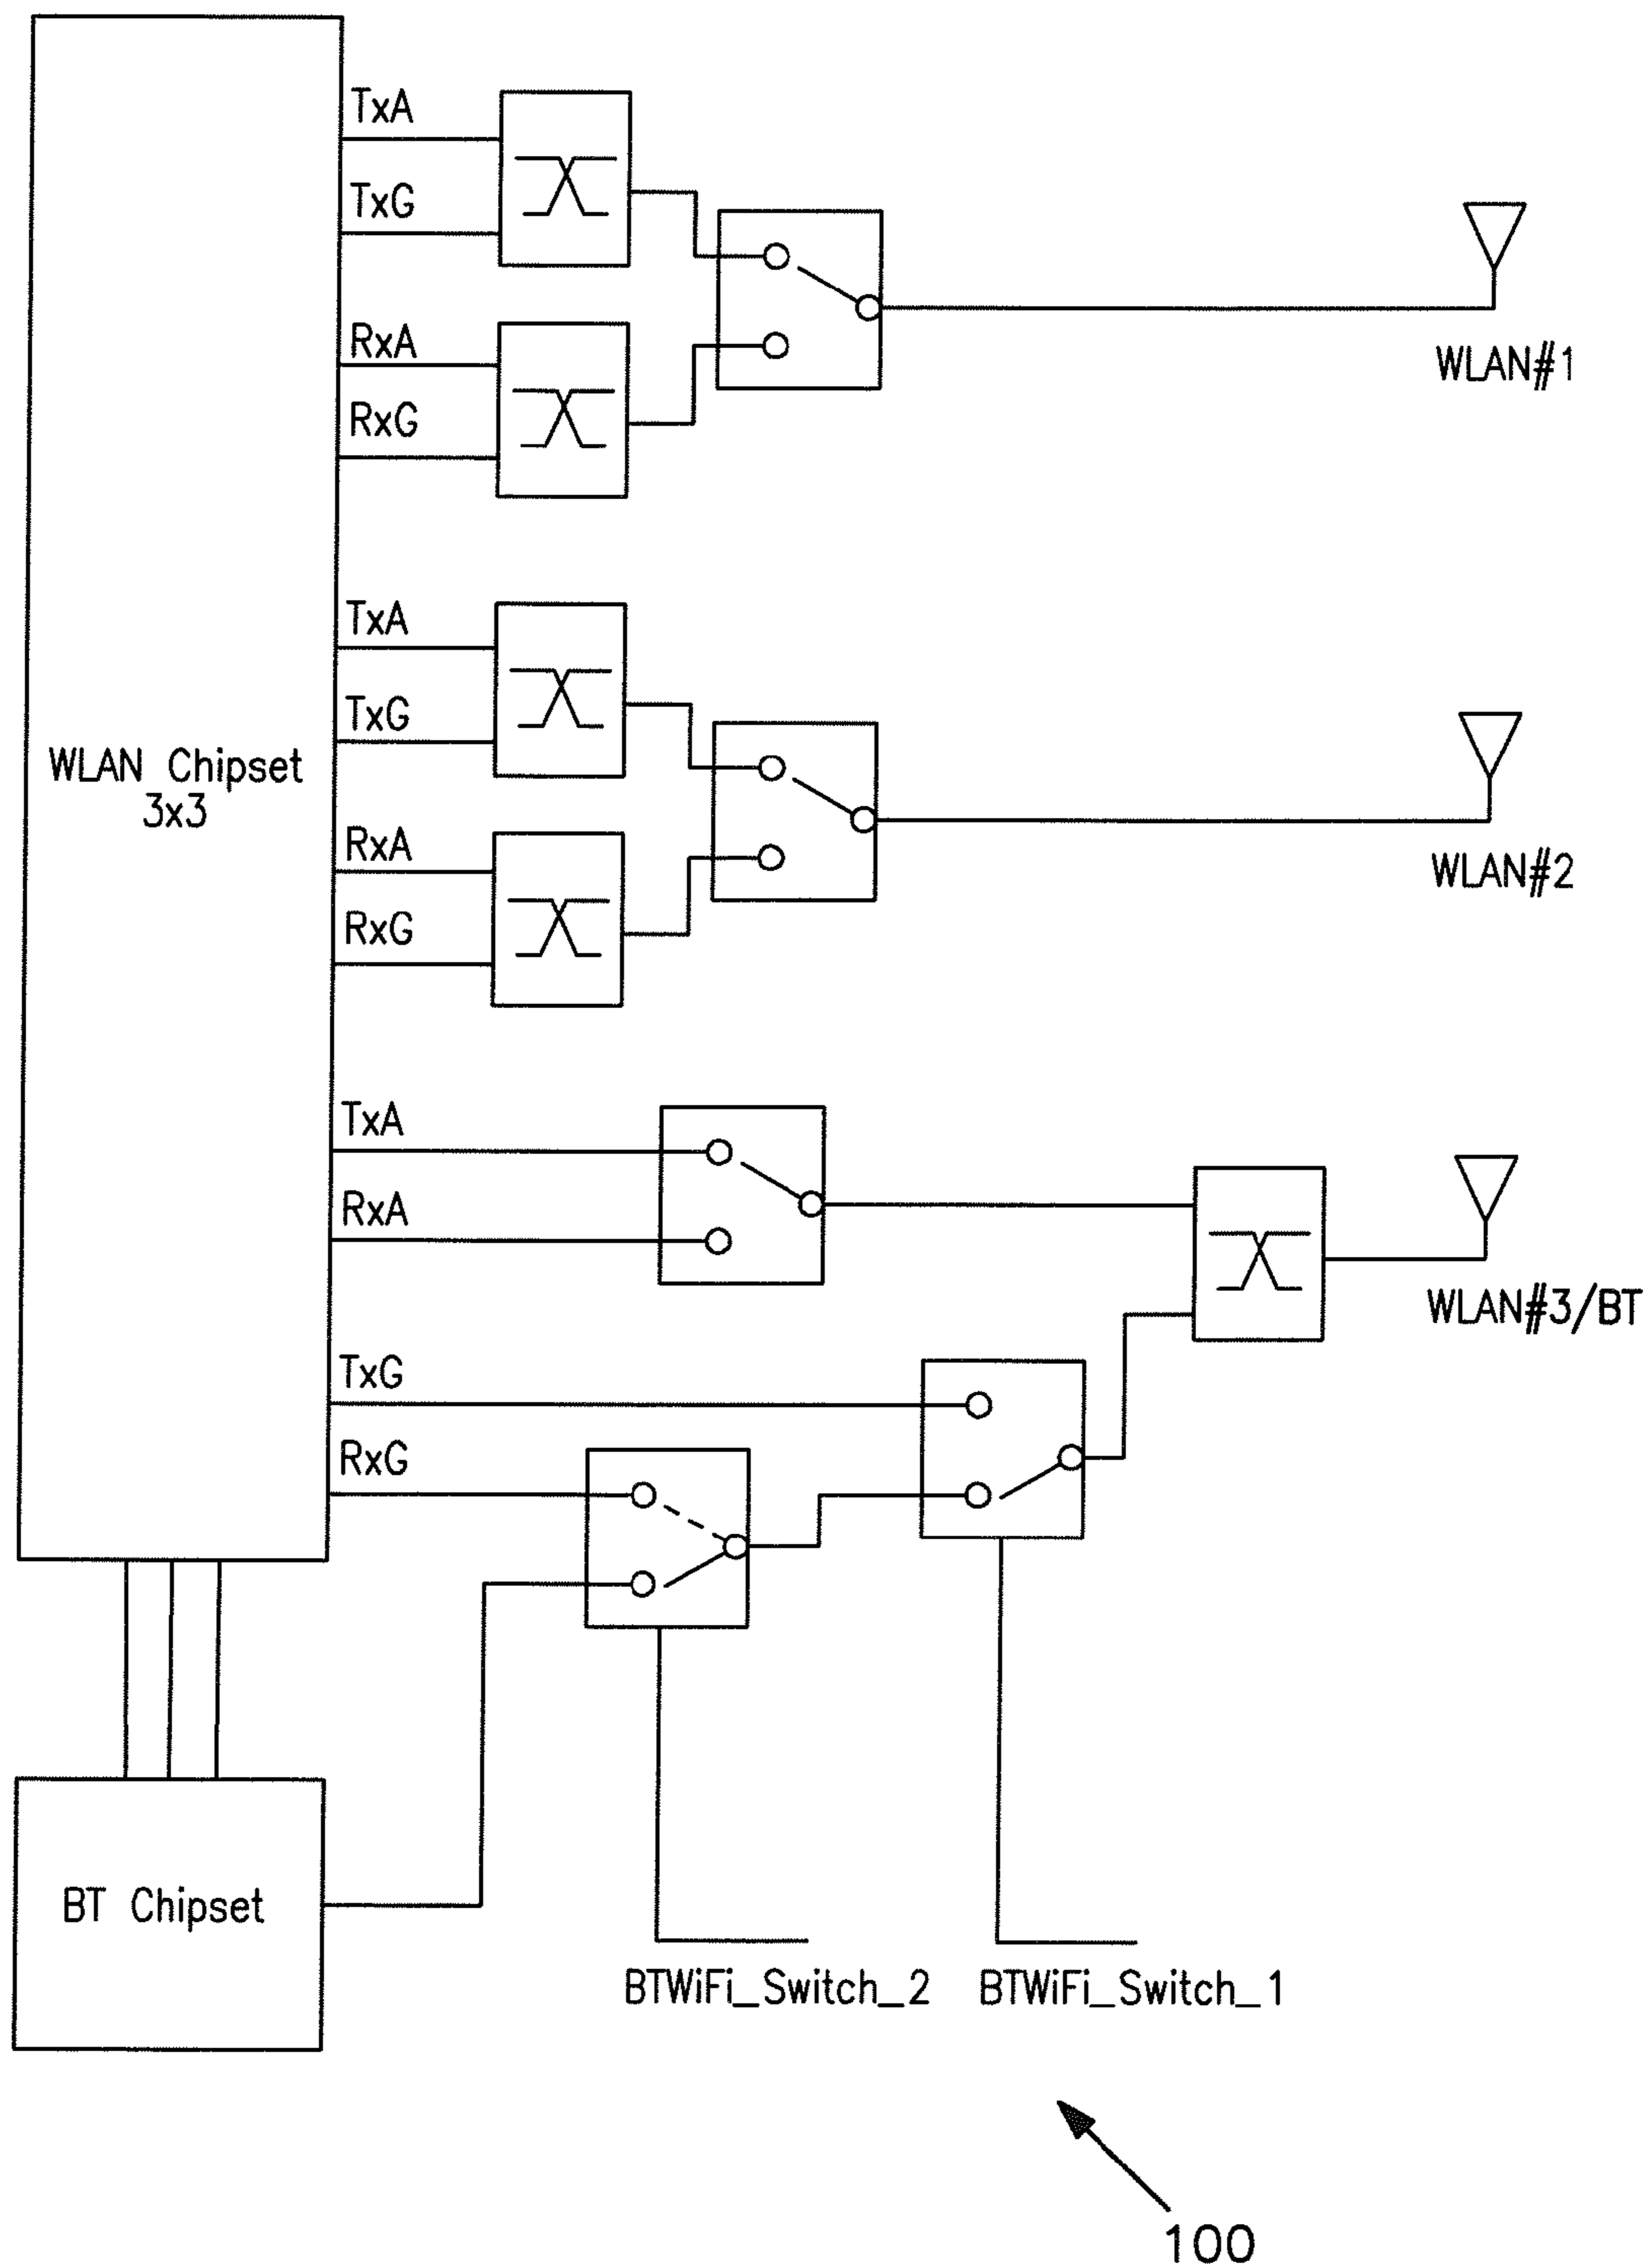 TxA
TxG
RxA
RxG
WLAN#1
TxA
TxG
WLAN Chipset
3x3
RxA
RxG
WLAN#2
TxA
RxA
WLAN#3/BT
TxG
RxG
BT Chipset
BTWiFi_Switch_2
BTWiFi_Switch_1
100